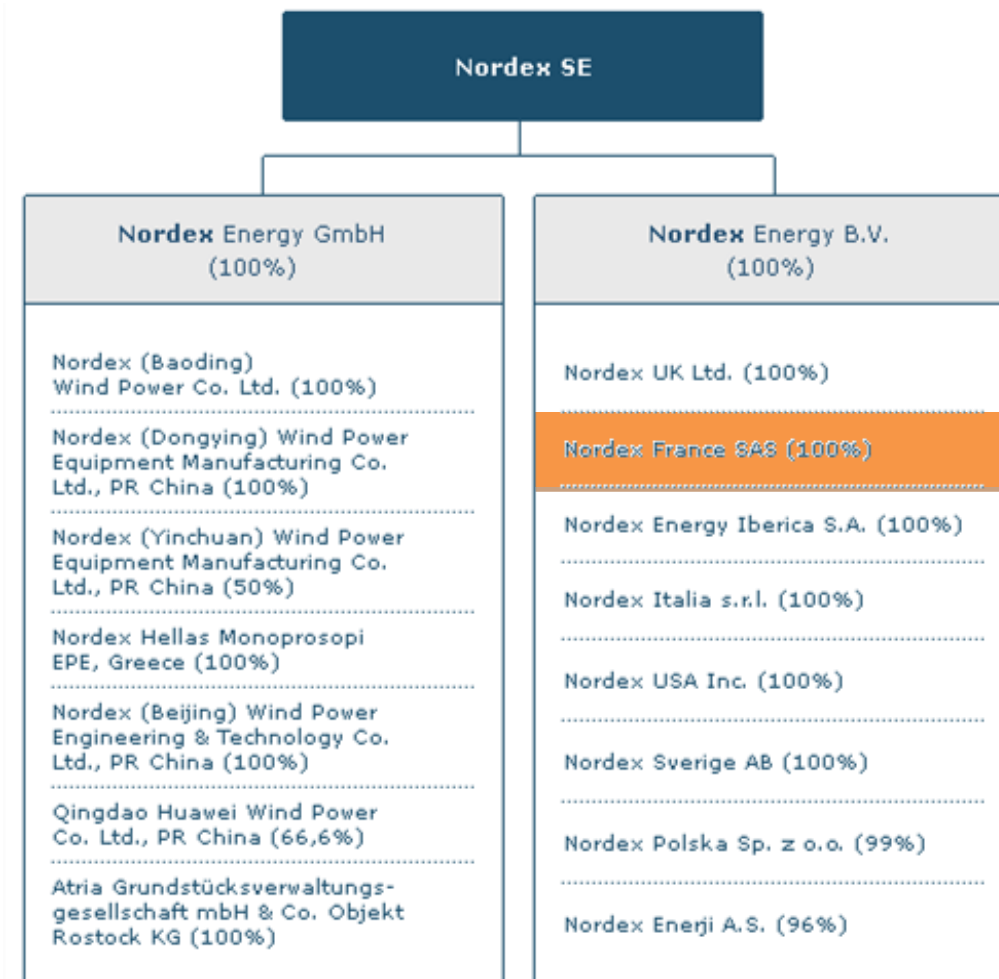 Nordex SE
Nordex Energy GmbH
(100%)
Nordex (Baoding)
Wind Power Co. Ltd. (100%)
Nordex (Dongying) Wind Power
Equipment Manufacturing Co.
Ltd., PR China (100%)
Nordex (Yinchuan) Wind Power
Equipment Manufacturing Co.
Ltd., PR China (50%)
Nordex Hellas Monoprosopi
EPE, Greece (100%)
Nordex (Beijing) Wind Power
Engineering & Technology Co.
Ltd., PR China (100%)
Qingdao Huawei Wind Power
Co. Ltd., PR China (66,6%)
Atria Grundstücksverwaltungs-
gesellschaft mbH & Co. Objekt
Rostock KG (100%)
Nordex Energy B.V.
(100%)
Nordex UK Ltd. (100%)
Nordex France SAS (100%)
Nordex Energy Iberica S.A. (100%)
Nordex Italia s.r.l. (100%)
Nordex USA Inc. (100%)
Nordex Sverige AB (100%)
Nordex Polska Sp. z o.o. (99%)
Nordex Enerji A.S. (96%)